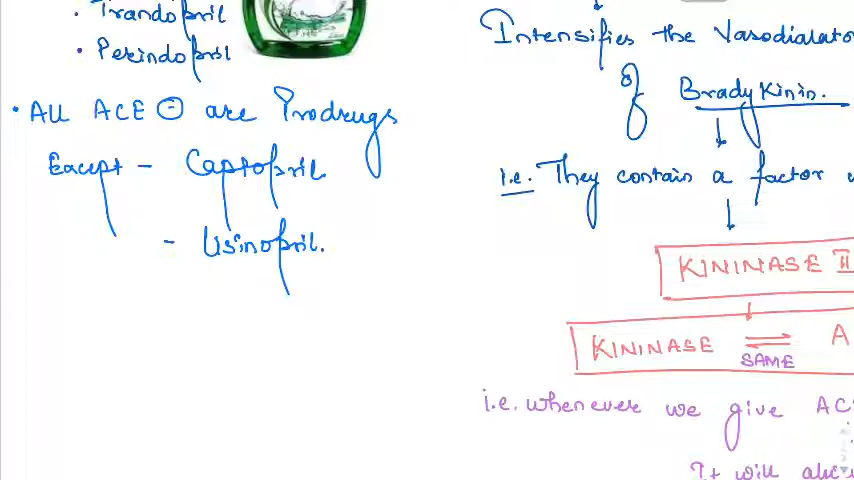 • Trandopril
• Perindopril
• All ACE ⊖ are Prodrugs
Except - Captopril
- Lisinopril.
Intensifies the Vasodialator
of BradyKinin.
i.e. They contain a factor
KININASE II
KININASE ⇌ A
SAME
i.e. whenever we give AC
It will